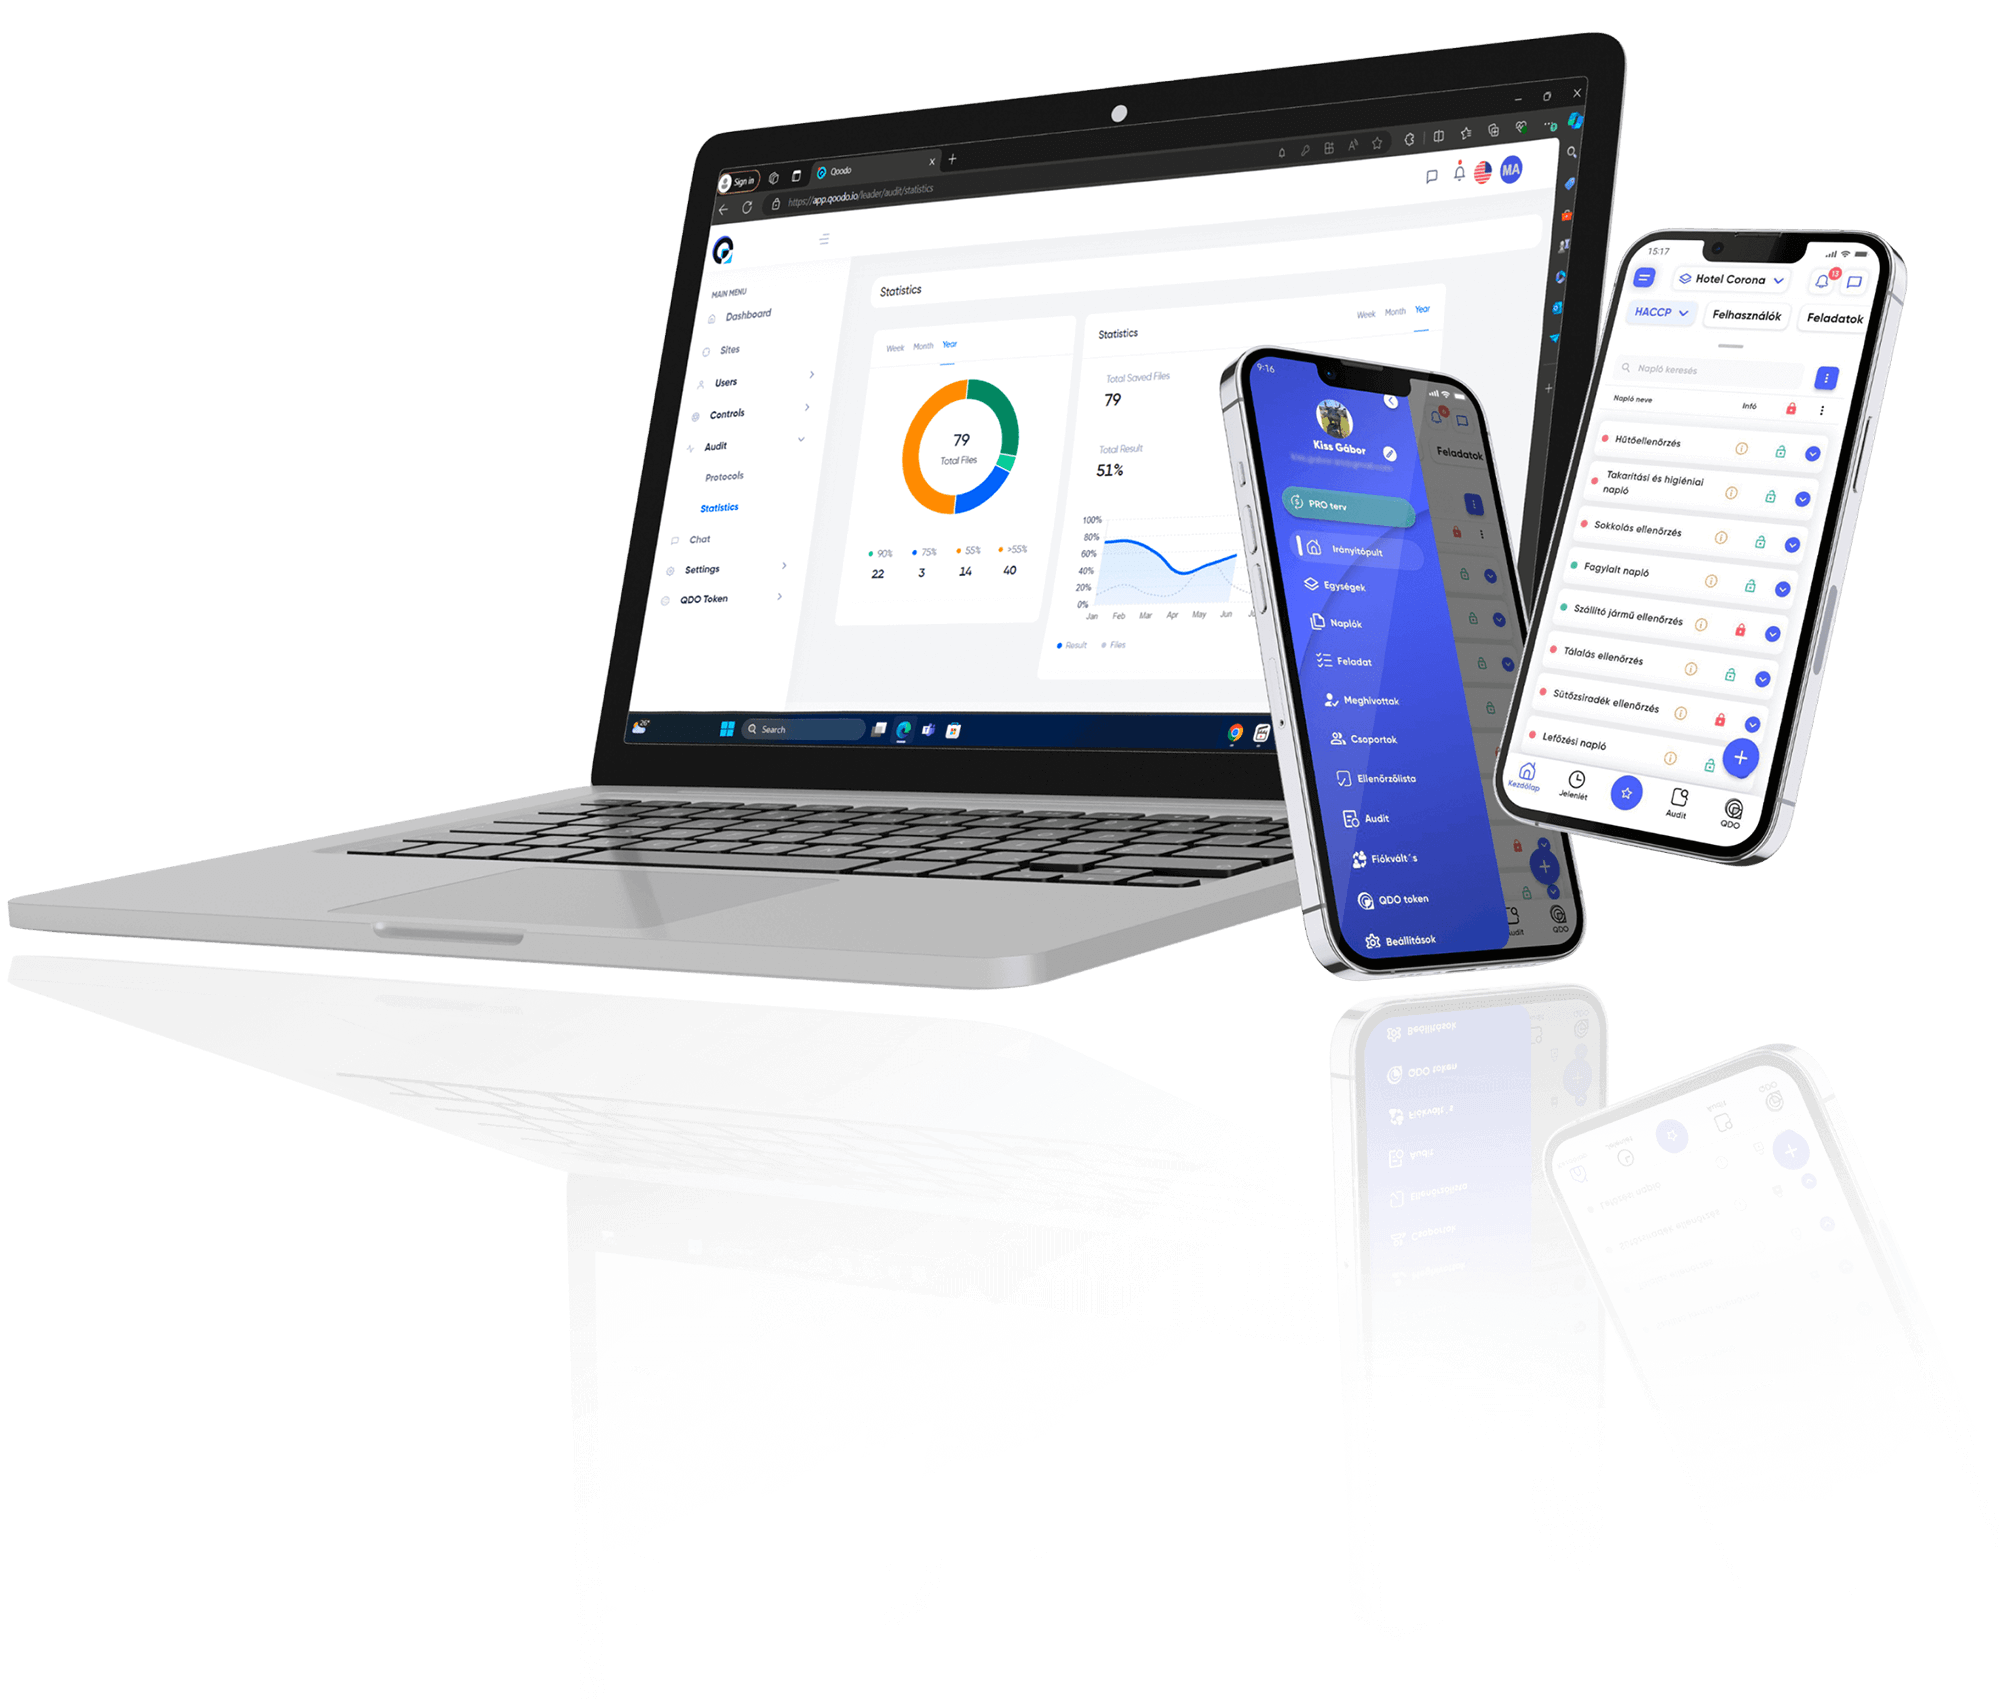 Sign in
Qoodo
https://app.qoodo.io/leader/audit/statistics
MA
MAIN MENU
Dashboard
Sites
Users
Controls
Audit
Protocols
Statistics
Chat
Settings
QDO Token
Statistics
Week Month Year
79
Total Files
90% 75% 55% >55%
22 3 14 40
Statistics
Week Month Year
Total Saved Files
79
Total Result
51%
100%
80%
60%
40%
20%
0%
Jan Feb Mar Apr May Jun
Result Files
26°
Search
9:16
Kiss Gábor
PRO terv
Irányítópult
Egységek
Naplók
Feladat
Meghívottak
Csoportok
Ellenőrzőlista
Audit
Fiókvált´s
QDO token
Beállítások
Feladatok
QDO
15:17
Hotel Corona
13
HACCP Felhasználók Feladatok
Napló keresés
Napló neve Infó
Hűtőellenőrzés
Takarítási és higiéniai
napló
Sokkolás ellenőrzés
Fagylalt napló
Szállító jármű ellenőrzés
Tálalás ellenőrzés
Sütőzsiradék ellenőrzés
Lefőzési napló
Kezdőlap Jelenlét Audit QDO